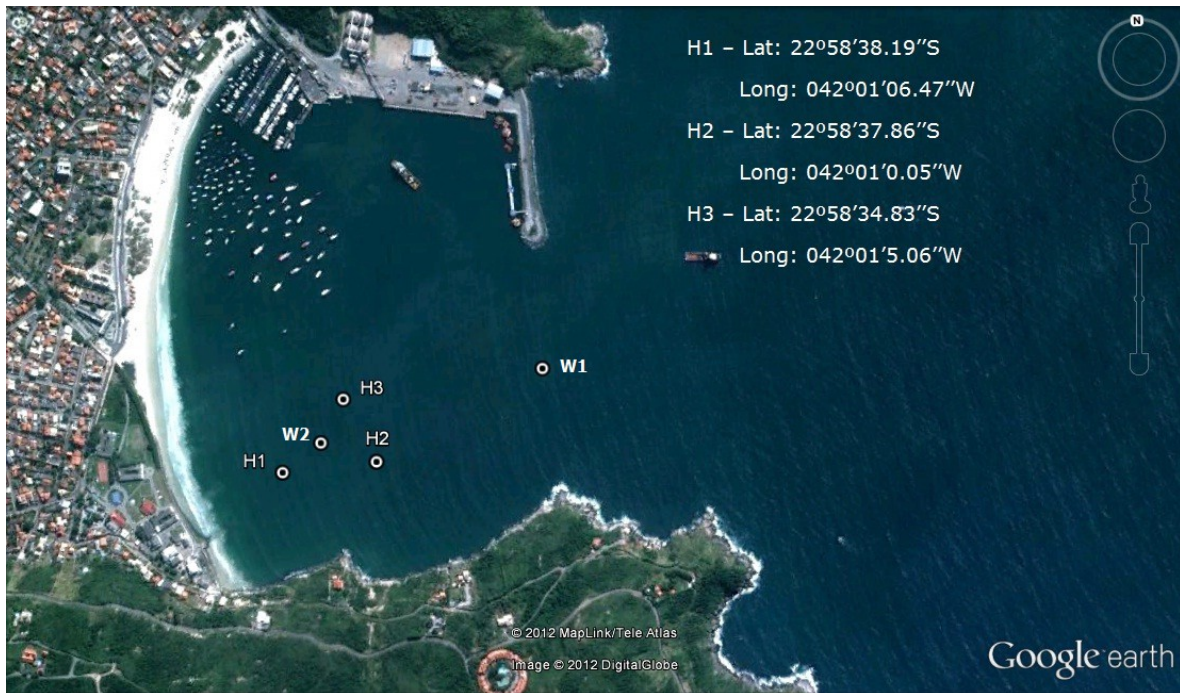 N
H1 – Lat: 22º58′38.19″S
Long: 042º01′06.47″W
H2 – Lat: 22º58′37.86″S
Long: 042º01′0.05″W
H3 – Lat: 22º58′34.83″S
Long: 042º01′5.06″W
W1
H3
W2
H2
H1
© 2012 MapLink/Tele Atlas
Image © 2012 DigitalGlobe
Google earth